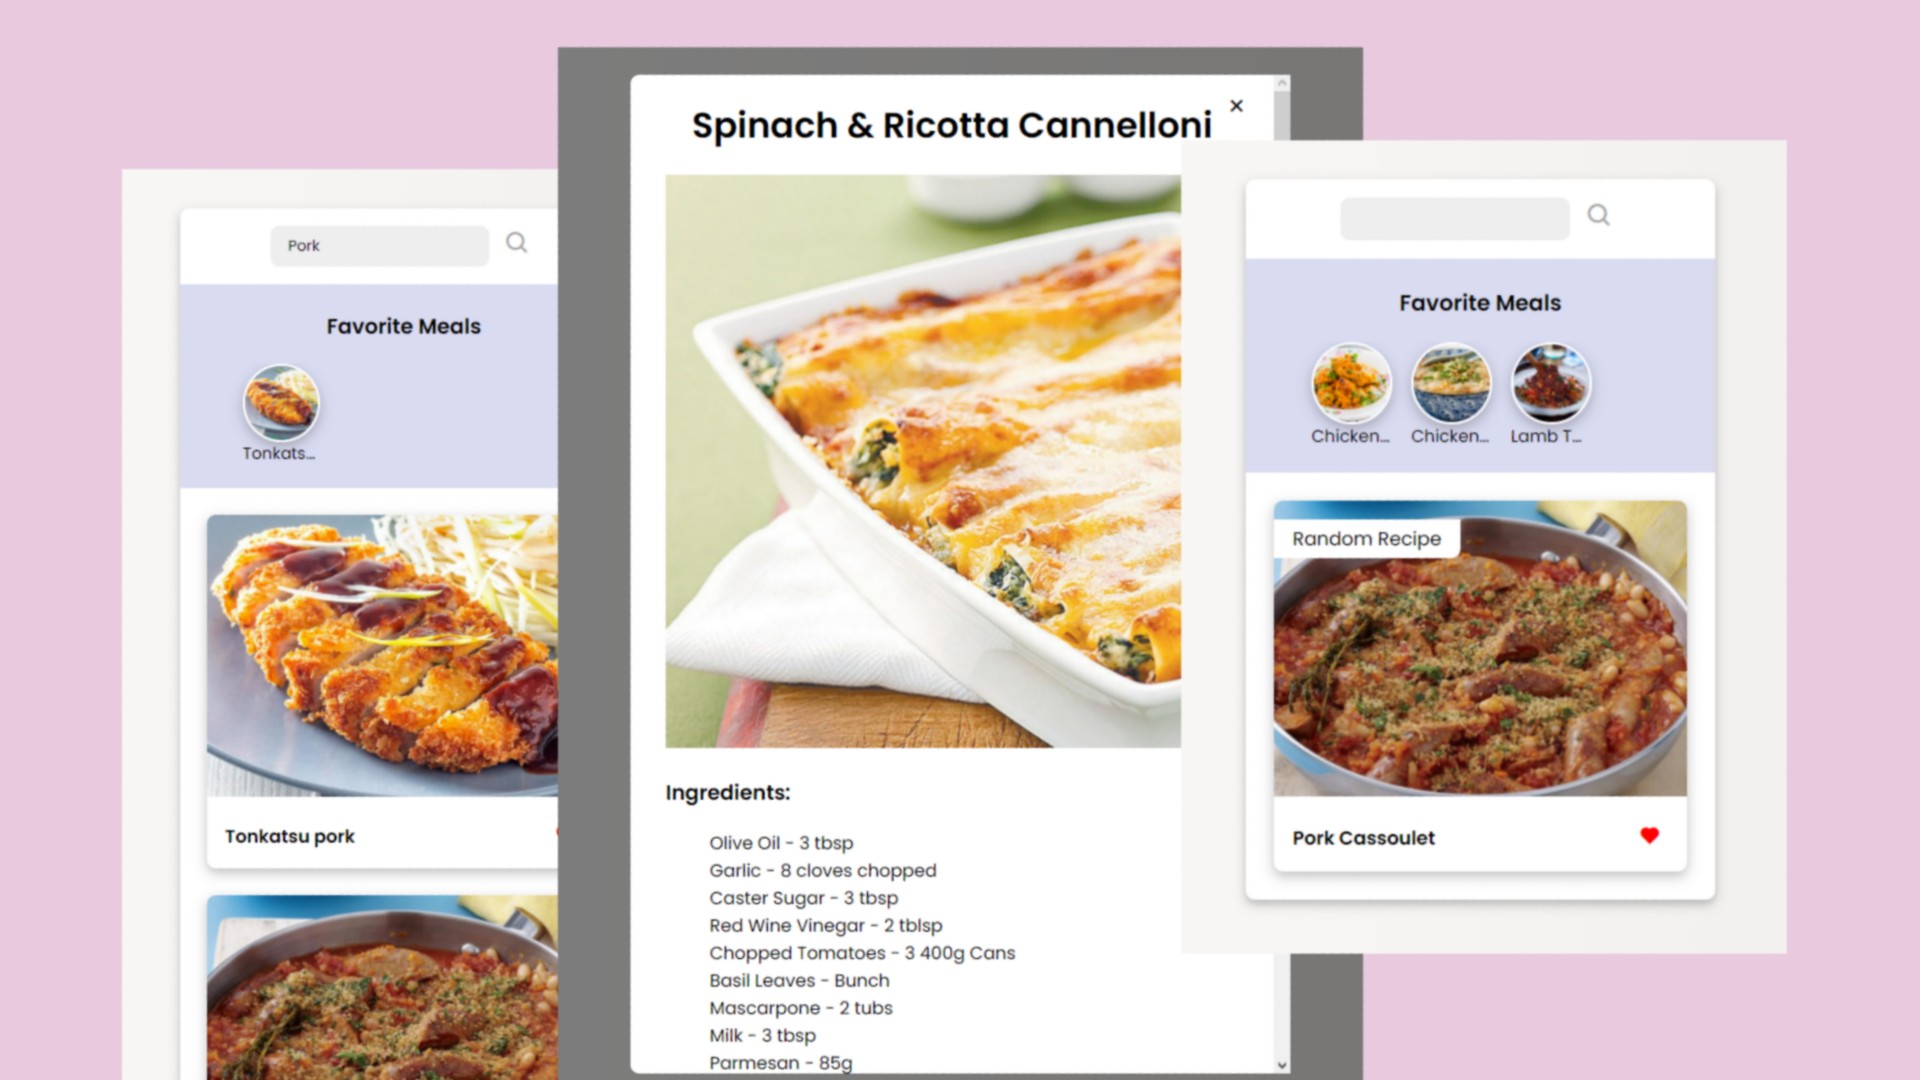 Pork
Favorite Meals
Tonkats...
Tonkatsu pork
Spinach & Ricotta Cannelloni
×
Ingredients:
Olive Oil - 3 tbsp
Garlic - 8 cloves chopped
Caster Sugar - 3 tbsp
Red Wine Vinegar - 2 tblsp
Chopped Tomatoes - 3 400g Cans
Basil Leaves - Bunch
Mascarpone - 2 tubs
Milk - 3 tbsp
Parmesan - 85g
Favorite Meals
Chicken... Chicken... Lamb T...
Random Recipe
Pork Cassoulet